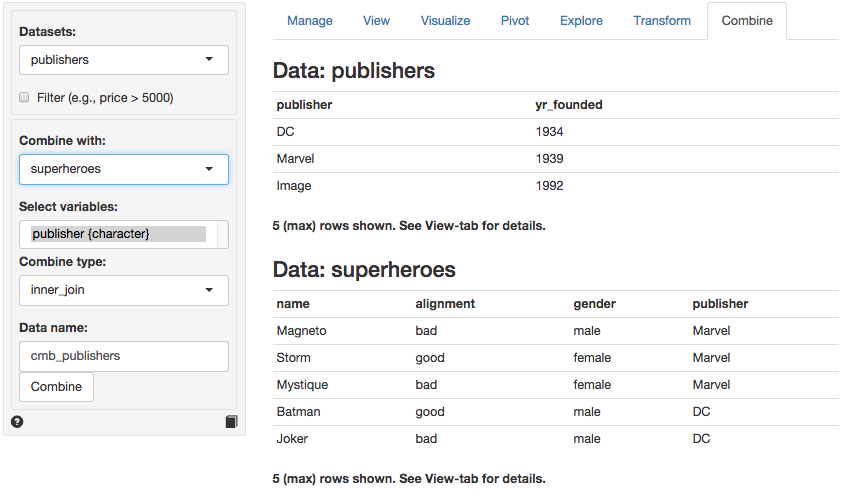 Datasets:
publishers
Filter (e.g., price > 5000)
Combine with:
superheroes
Select variables:
publisher {character}
Combine type:
inner_join
Data name:
cmb_publishers
Combine
?
Manage View Visualize Pivot Explore Transform Combine
Data: publishers
publisher yr_founded
DC 1934
Marvel 1939
Image 1992
5 (max) rows shown. See View-tab for details.
Data: superheroes
name alignment gender publisher
Magneto bad male Marvel
Storm good female Marvel
Mystique bad female Marvel
Batman good male DC
Joker bad male DC
5 (max) rows shown. See View-tab for details.